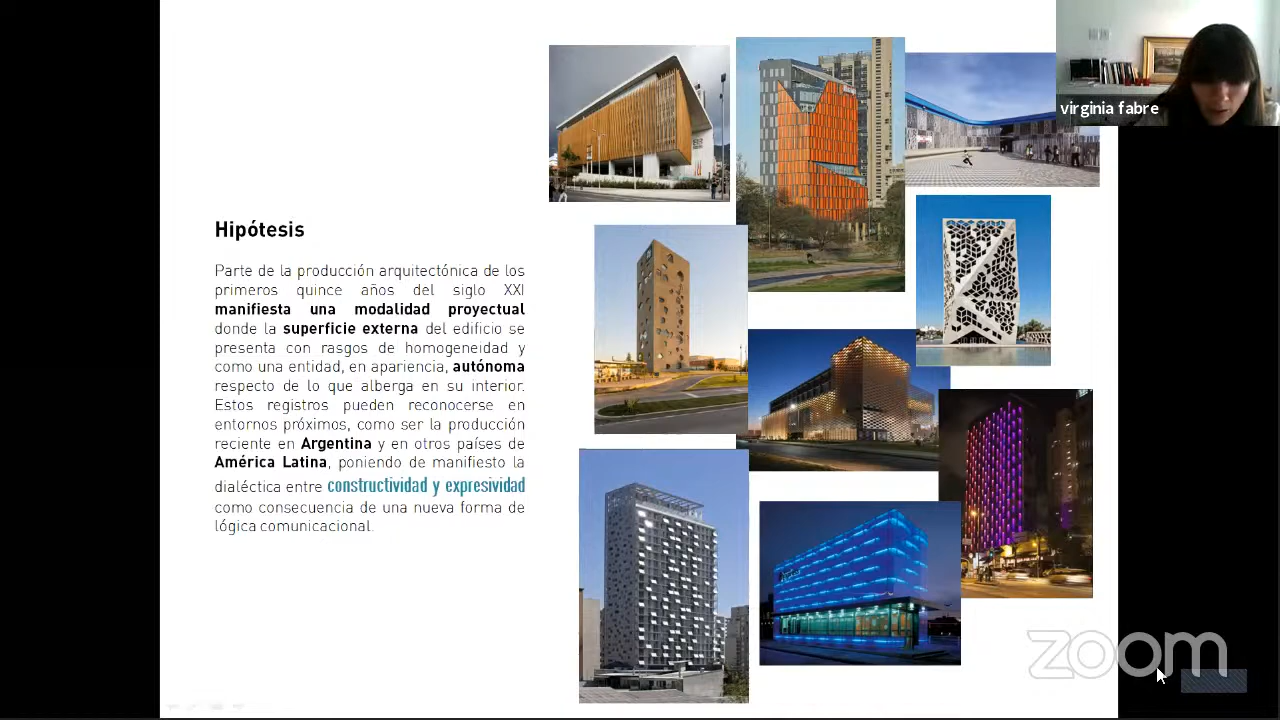 virginia fabre
Hipótesis
Parte de la producción arquitectónica de los
primeros quince años del siglo XXI
manifiesta una modalidad proyectual
donde la superficie externa del edificio se
presenta con rasgos de homogeneidad y
como una entidad, en apariencia, autónoma
respecto de lo que alberga en su interior.
Estos registros pueden reconocerse en
entornos próximos, como ser la producción
reciente en Argentina y en otros países de
América Latina, poniendo de manifiesto la
dialéctica entre constructividad y expresividad
como consecuencia de una nueva forma de
lógica comunicacional.
zoom